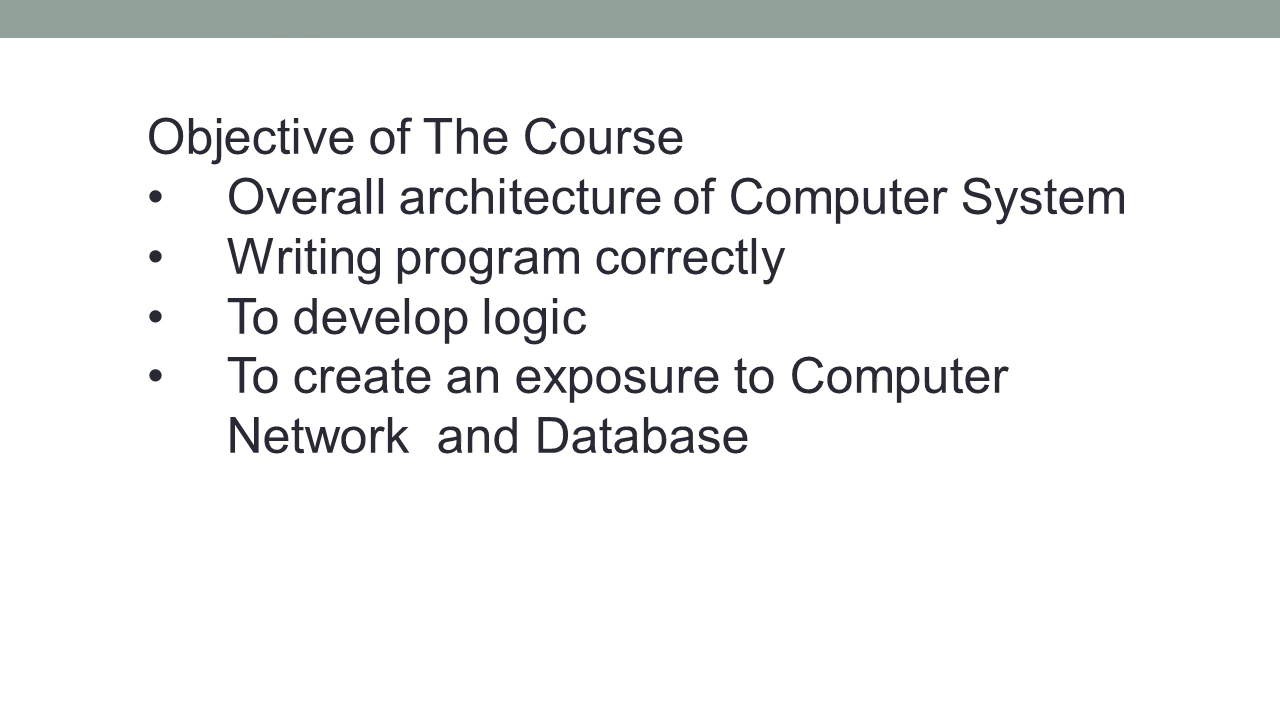 Objective of The Course
• Overall architecture of Computer System
• Writing program correctly
• To develop logic
• To create an exposure to Computer
Network  and Database